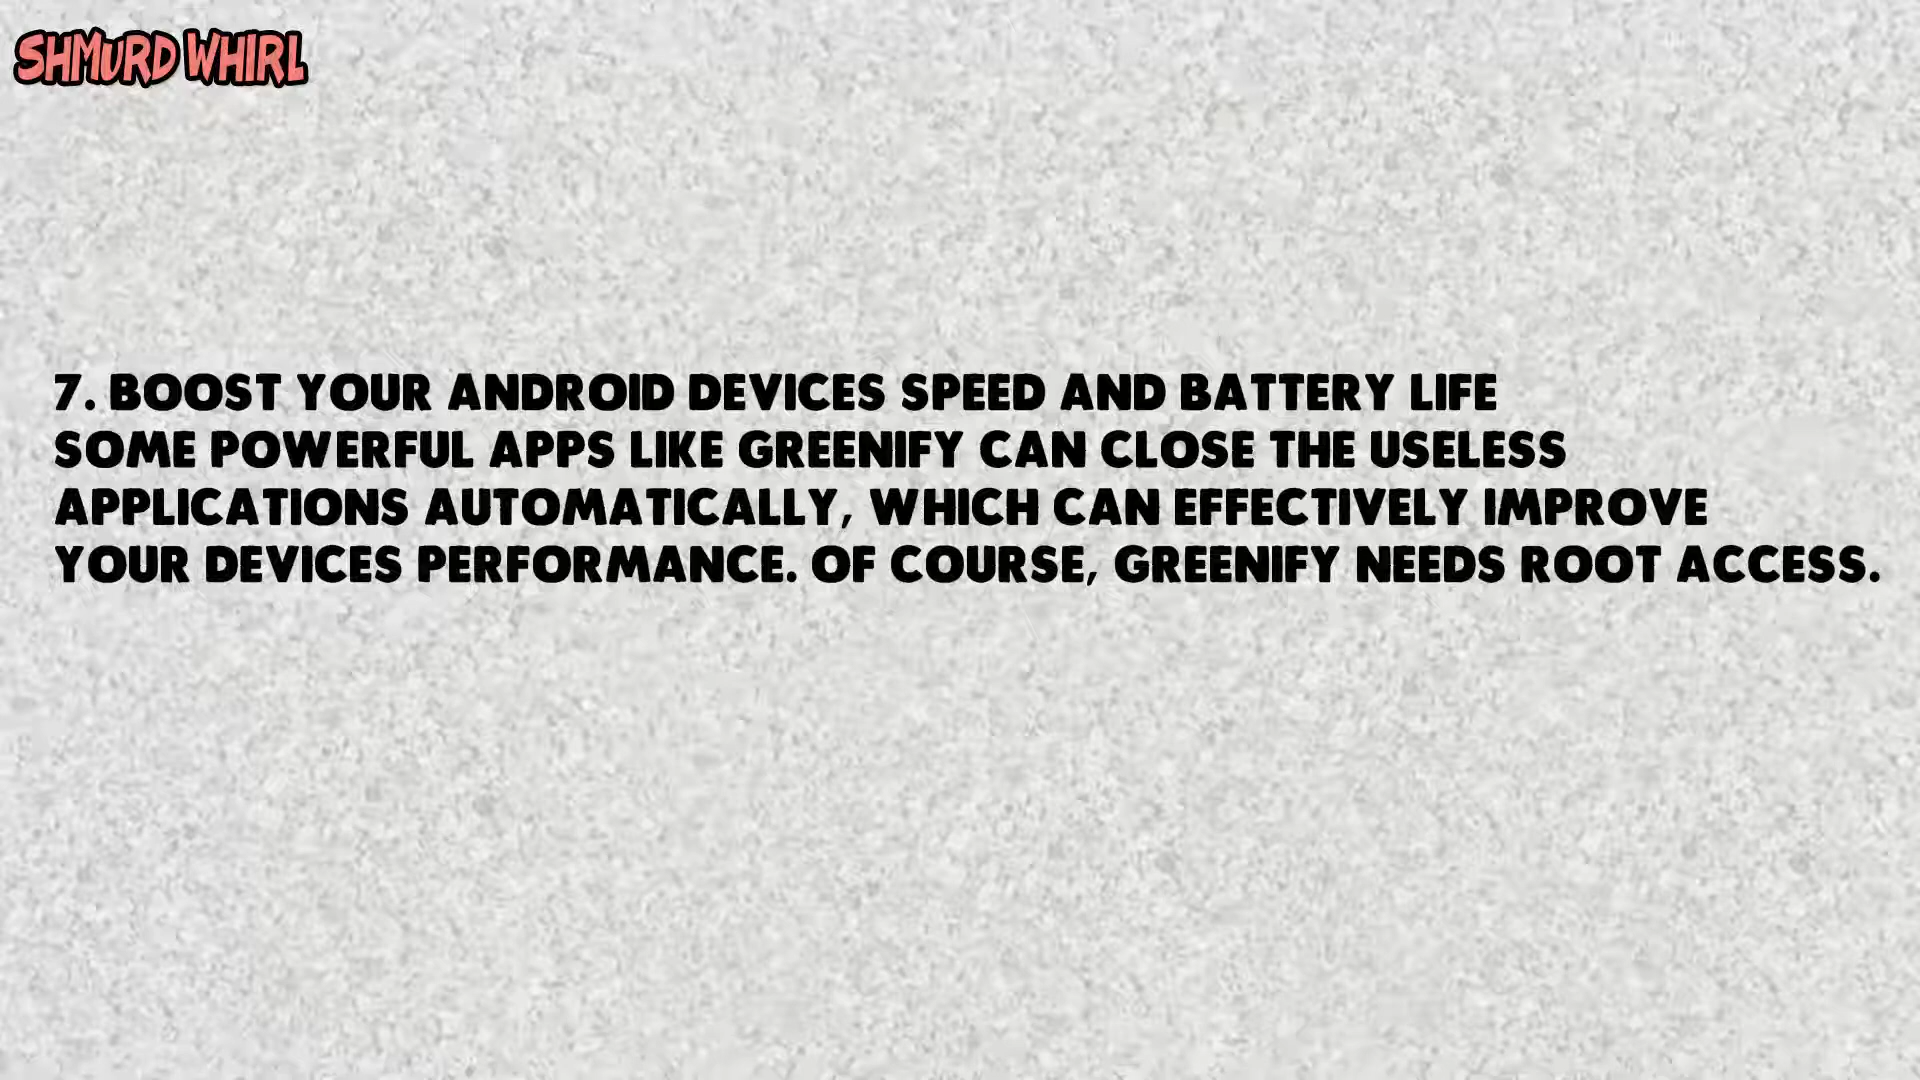 SHMURD WHIRL
7. BOOST YOUR ANDROID DEVICES SPEED AND BATTERY LIFE
SOME POWERFUL APPS LIKE GREENIFY CAN CLOSE THE USELESS
APPLICATIONS AUTOMATICALLY, WHICH CAN EFFECTIVELY IMPROVE
YOUR DEVICES PERFORMANCE. OF COURSE, GREENIFY NEEDS ROOT ACCESS.